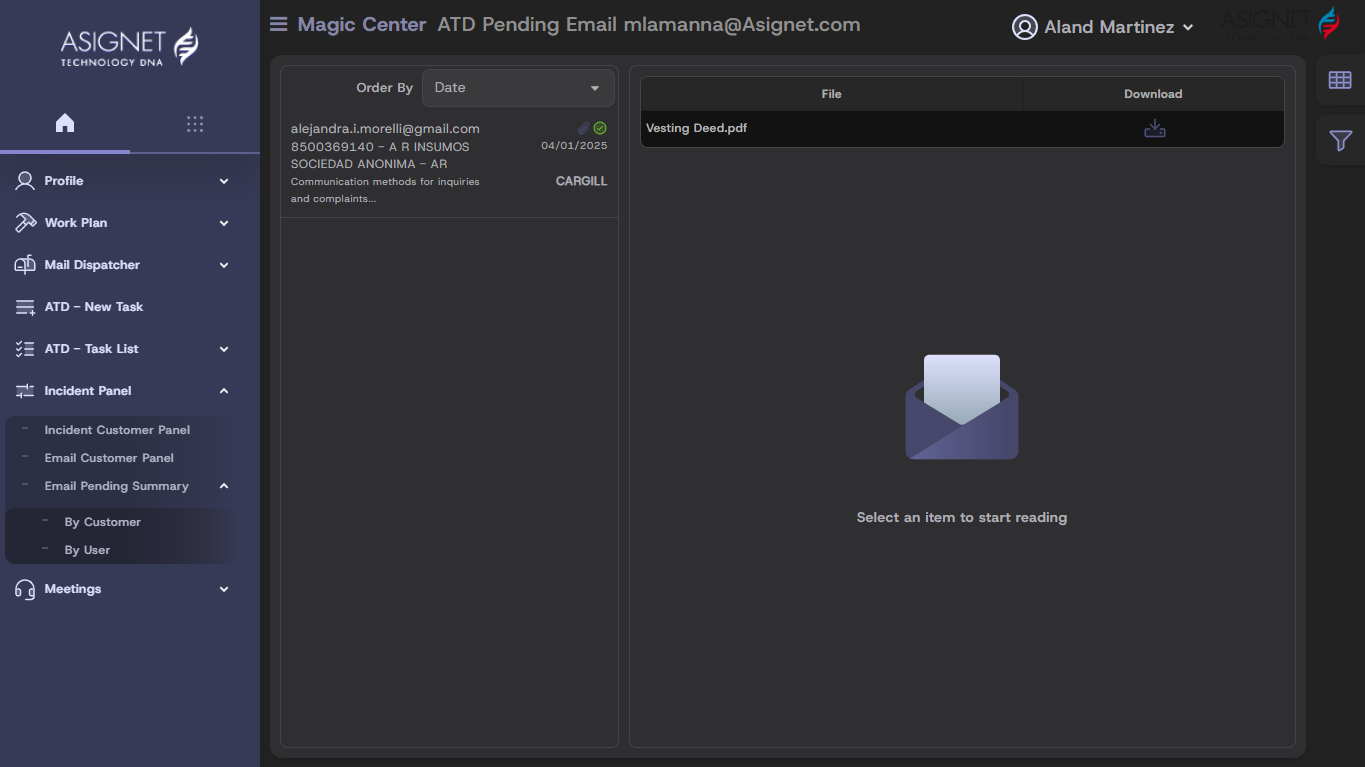 ASIGNET
TECHNOLOGY DNA
Magic Center ATD Pending Email mlamanna@Asignet.com
Aland Martinez
ASIGNET
Profile
Work Plan
Mail Dispatcher
ATD - New Task
ATD - Task List
Incident Panel
Incident Customer Panel
Email Customer Panel
Email Pending Summary
By Customer
By User
Meetings
Order By Date
alejandra.i.morelli@gmail.com
8500369140 - A R INSUMOS
04/01/2025
SOCIEDAD ANONIMA - AR
Communication methods for inquiries
CARGILL
and complaints...
File Download
Vesting Deed.pdf
Select an item to start reading